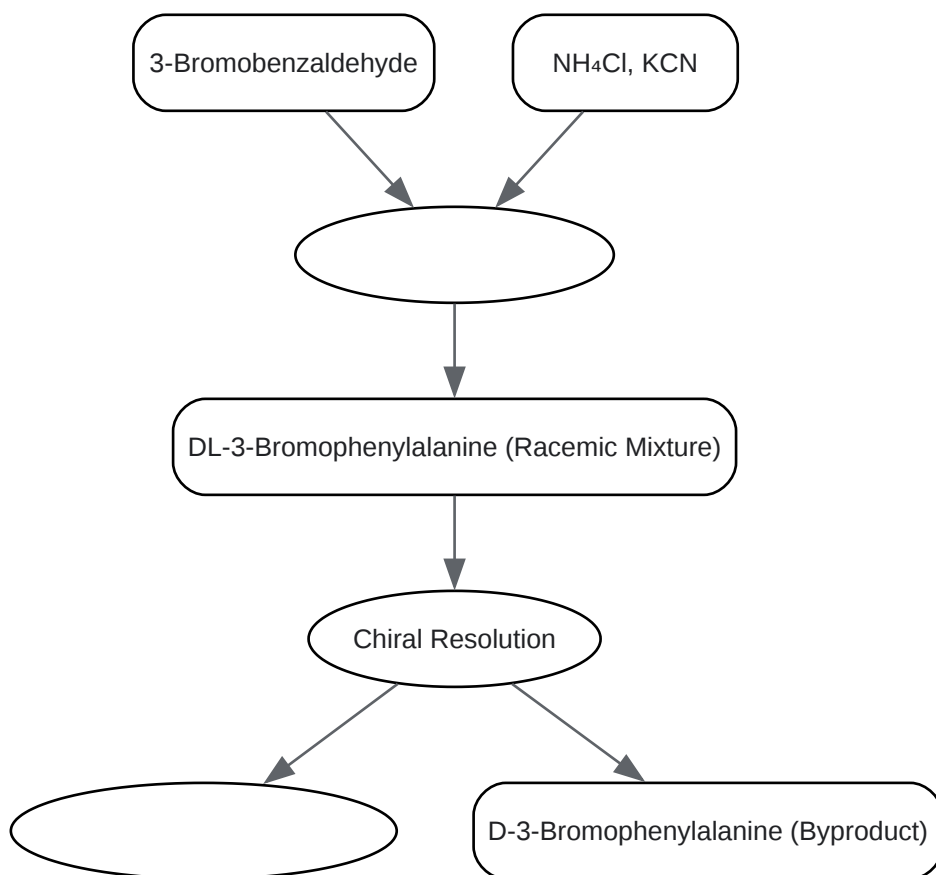 3-Bromobenzaldehyde
NH₄Cl, KCN
DL-3-Bromophenylalanine (Racemic Mixture)
Chiral Resolution
D-3-Bromophenylalanine (Byproduct)